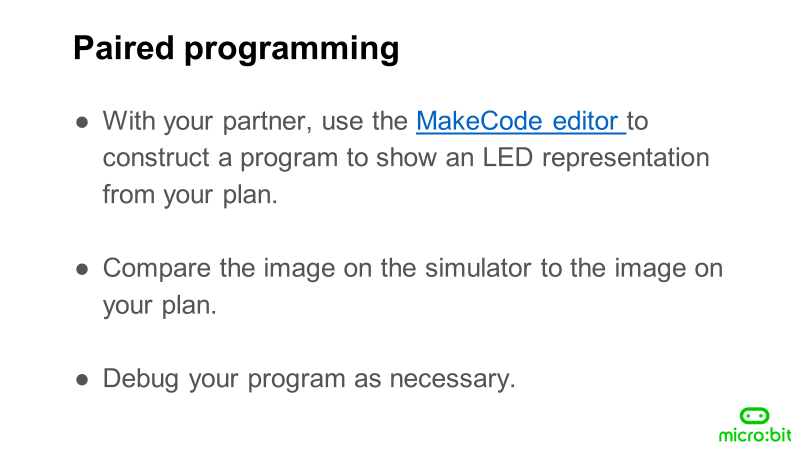 Paired programming
● With your partner, use the MakeCode editor to
construct a program to show an LED representation
from your plan.
● Compare the image on the simulator to the image on
your plan.
● Debug your program as necessary.
micro:bit